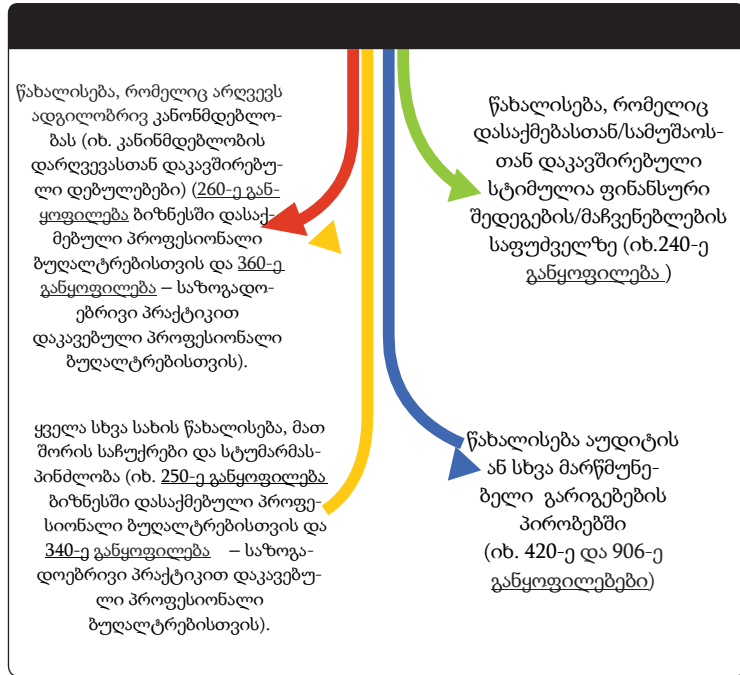 წახალისება, რომელიც არღვევს
ადგილობრივ კანონმდებლო-
ბას (იხ. კანინმდებლობის
დარღვევასთან დაკავშირებუ-
ლი დებულებები) (260-ე გან-
ყოფილება ბიზნესში დასაქ-
მებული პროფესიონალი
ბუღალტრებისთვის და 360-ე
განყოფილება – საზოგადო-
ებრივი პრაქტიკით
დაკავებული პროფესიონალი
ბუღალტრებისთვის).
ყველა სხვა სახის წახალისება, მათ
შორის საჩუქრები და სტუმარმას-
პინძლობა (იხ. 250-ე განყოფილება
ბიზნესში დასაქმებული პროფე-
სიონალი ბუღალტრებისთვის და
340-ე განყოფილება – საზოგა-
დოებრივი პრაქტიკით დაკავებუ-
ლი პროფესიონალი
ბუღალტრებისთვის).
წახალისება, რომელიც
დასაქმებასთან/სამუშაოს-
თან დაკავშირებული
სტიმულია ფინანსური
შედეგების/მაჩვენებლების
საფუძველზე (იხ.240-ე
განყოფილება )
წახალისება აუდიტის
ან სხვა მარწმუნე-
ბელი გარიგებების
პირობებში
(იხ. 420-ე და 906-ე
განყოფილებები)